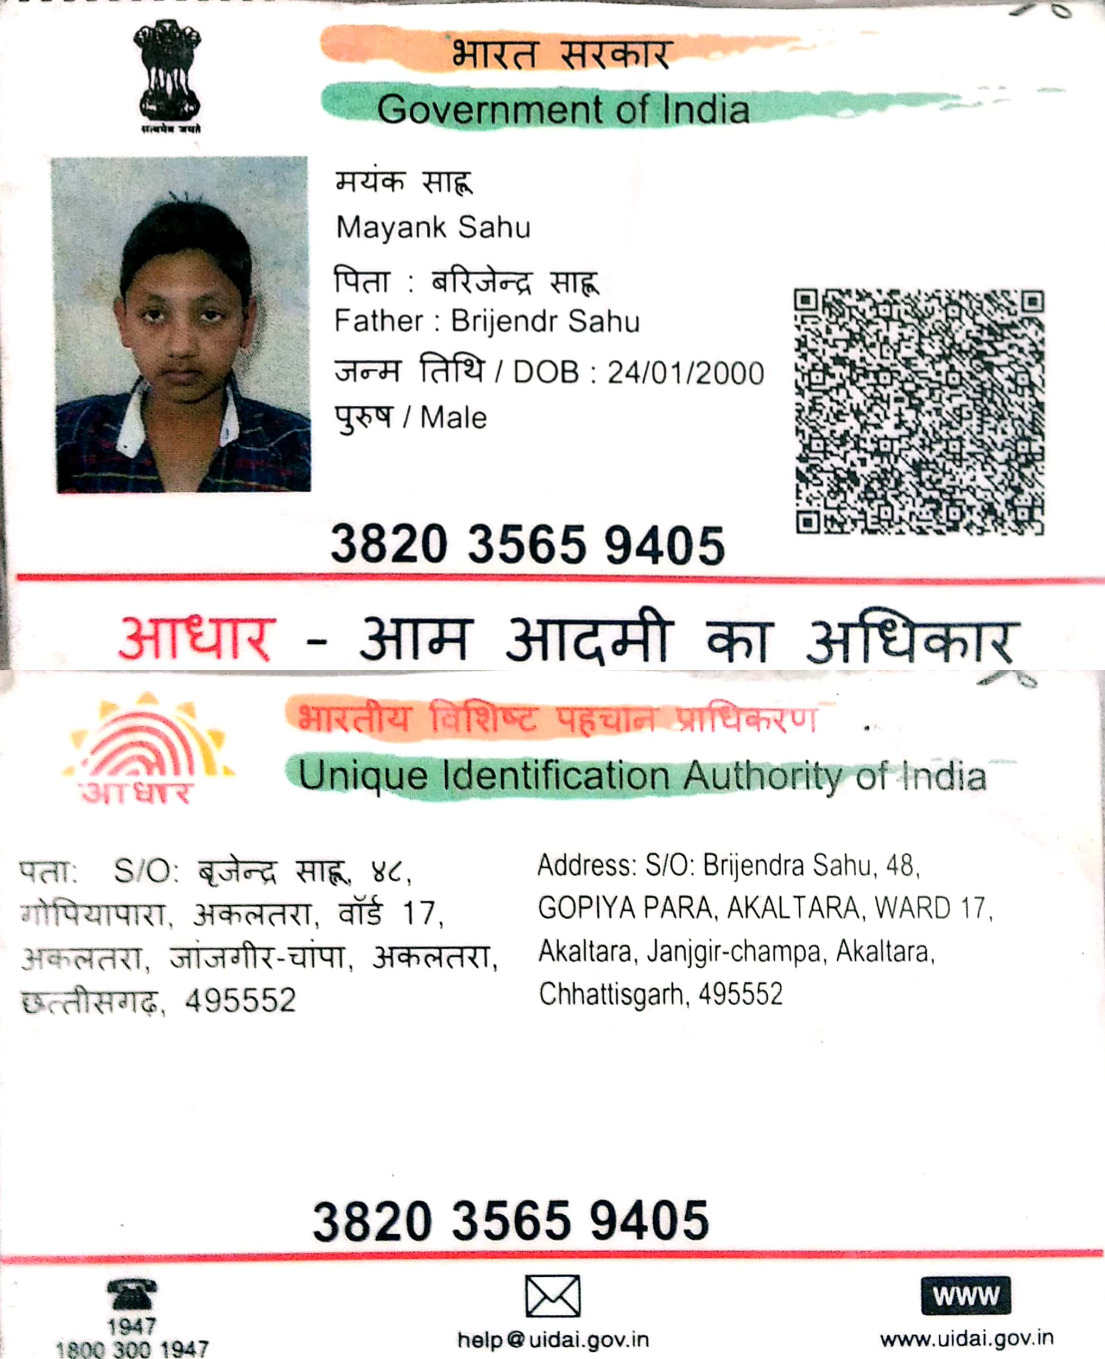 सत्यमेव जयते
भारत सरकार
Government of India
मयंक साहू
Mayank Sahu
पिता : बरिजेन्द्र साहू
Father : Brijendr Sahu
जन्म तिथि / DOB : 24/01/2000
पुरुष / Male
3820 3565 9405
आधार - आम आदमी का अधिकार
आधार
भारतीय विशिष्ट पहचान प्राधिकरण
Unique Identification Authority of India
पता: S/O: बृजेन्द्र साहू, ४८,
गोपियापारा, अकलतरा, वॉर्ड 17,
अकलतरा, जांजगीर-चांपा, अकलतरा,
छत्तीसगढ़, 495552
Address: S/O: Brijendra Sahu, 48,
GOPIYA PARA, AKALTARA, WARD 17,
Akaltara, Janjgir-champa, Akaltara,
Chhattisgarh, 495552
3820 3565 9405
1947
1800 300 1947
help@uidai.gov.in
www
www.uidai.gov.in